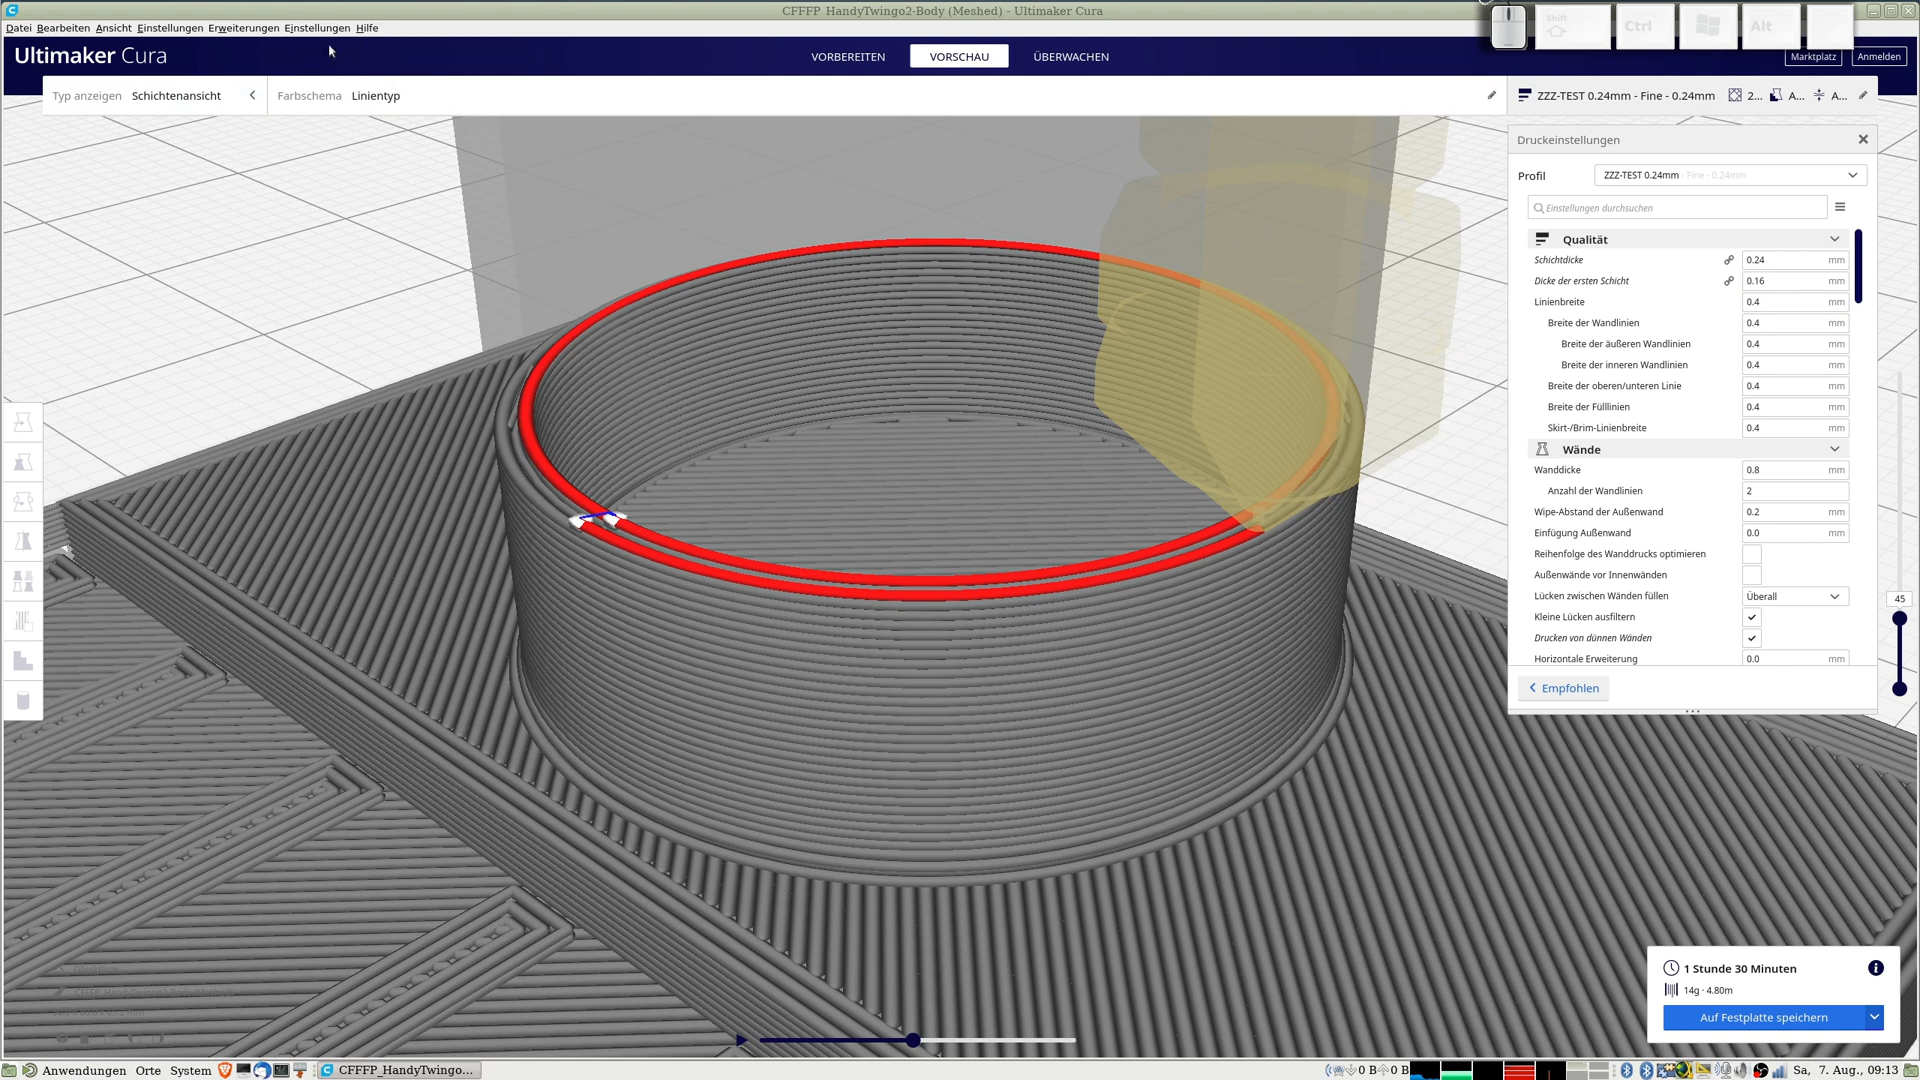 CFFFP_HandyTwingo2-Body (Meshed) - Ultimaker Cura
Datei Bearbeiten Ansicht Einstellungen Erweiterungen Einstellungen Hilfe
Shift Ctrl Alt
Ultimaker Cura
VORBEREITEN VORSCHAU ÜBERWACHEN
Marktplatz Anmelden
Typ anzeigen Schichtenansicht Farbschema Linientyp
ZZZ-TEST 0.24mm - Fine - 0.24mm 2... A... A...
Druckeinstellungen
Profil ZZZ-TEST 0.24mm - Fine - 0.24mm
Einstellungen durchsuchen
Qualität
Schichtdicke 0.24 mm
Dicke der ersten Schicht 0.16 mm
Linienbreite 0.4 mm
Breite der Wandlinien 0.4 mm
Breite der äußeren Wandlinien 0.4 mm
Breite der inneren Wandlinien 0.4 mm
Breite der oberen/unteren Linie 0.4 mm
Breite der Fülllinien 0.4 mm
Skirt-/Brim-Linienbreite 0.4 mm
Wände
Wanddicke 0.8 mm
Anzahl der Wandlinien 2
Wipe-Abstand der Außenwand 0.2 mm
Einfügung Außenwand 0.0 mm
Reihenfolge des Wanddrucks optimieren
Außenwände vor Innenwänden
Lücken zwischen Wänden füllen Überall
Kleine Lücken ausfiltern
Drucken von dünnen Wänden
Horizontale Erweiterung 0.0 mm
Empfohlen
45
1 Stunde 30 Minuten
14g · 4.80m
Auf Festplatte speichern
Anwendungen Orte System CFFFP_HandyTwingo... 0 B 0 B Sa, 7. Aug., 09:13